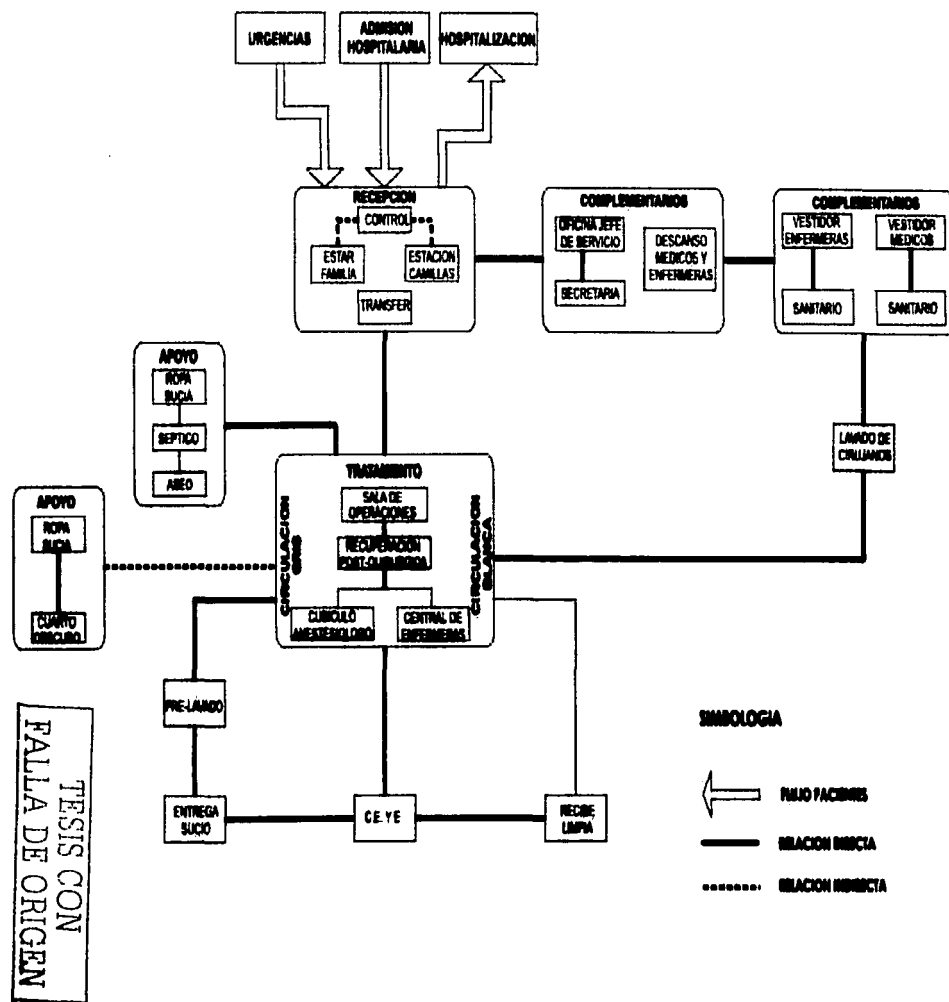 URGENCIAS
ADMISION
HOSPITALARIA
HOSPITALIZACION
RECEPCION
CONTROL
ESTAR
FAMILIA
ESTACION
CAMILLAS
TRANSFER
COMPLEMENTARIOS
OFICINA JEFE
DE SERVICIO
SECRETARIA
DESCANSO
MEDICOS Y
ENFERMERAS
COMPLEMENTARIOS
VESTIDOR
ENFERMERAS
VESTIDOR
MEDICOS
SANITARIO
SANITARIO
APOYO
ROPA
SUCIA
SEPTICO
ASEO
LAVADO DE
CIRUJANOS
TRATAMIENTO
SALA DE
OPERACIONES
RECUPERACION
POST-QUIRURGICA
CUBICULO
ANESTESIOLOGO
CENTRAL DE
ENFERMERAS
CIRCULACION
GRIS
CIRCULACION
BLANCA
APOYO
ROPA
SUCIA
CUARTO
OBSCURO
PRE-LAVADO
ENTREGA
SUCIO
C.E. Y E
RECIBE
LIMPIA
SIMBOLOGIA
FLUJO PACIENTES
RELACION DIRECTA
RELACION INDIRECTA
TESIS CON
FALLA DE ORIGEN